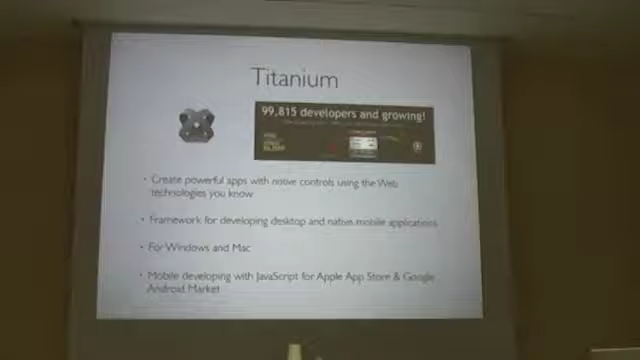 Titanium
99,815 developers and growing!
· Create powerful apps with native controls using the Web
technologies you know
· Framework for developing desktop and native mobile applications
· For Windows and Mac
· Mobile developing with JavaScript for Apple App Store & Google
Android Market